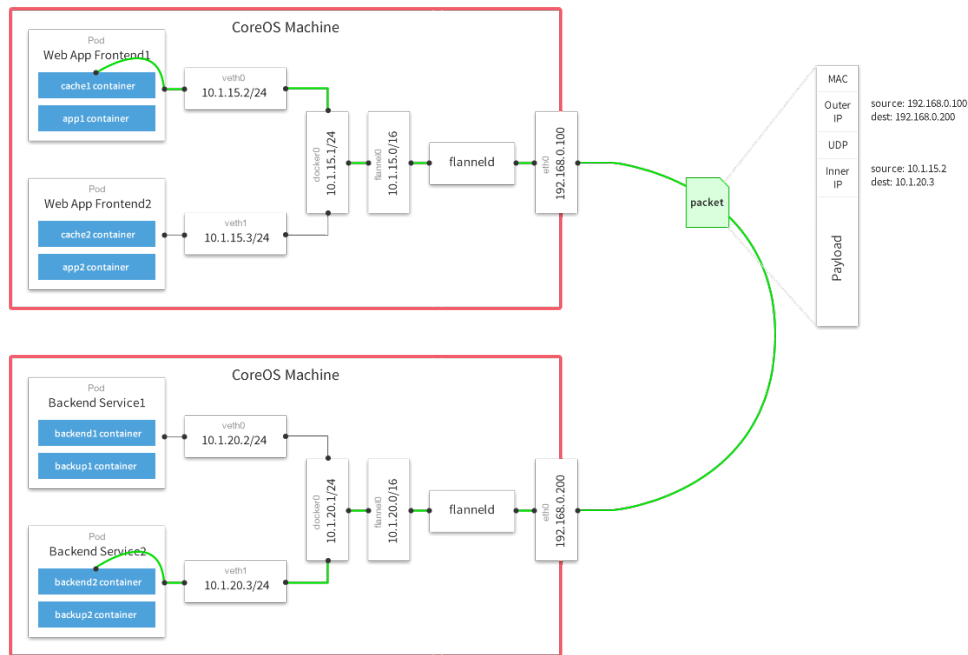 CoreOS Machine
Pod
Web App Frontend1
cache1 container
app1 container
veth0
10.1.15.2/24
docker0
10.1.15.1/24
flannel0
10.1.15.0/16
flanneld
eth0
192.168.0.100
Pod
Web App Frontend2
cache2 container
app2 container
veth1
10.1.15.3/24
packet
MAC
Outer
IP
source: 192.168.0.100
dest: 192.168.0.200
UDP
Inner
IP
source: 10.1.15.2
dest: 10.1.20.3
Payload
CoreOS Machine
Pod
Backend Service1
backend1 container
backup1 container
veth0
10.1.20.2/24
docker0
10.1.20.1/24
flannel0
10.1.20.0/16
flanneld
eth0
192.168.0.200
Pod
Backend Service2
backend2 container
backup2 container
veth1
10.1.20.3/24